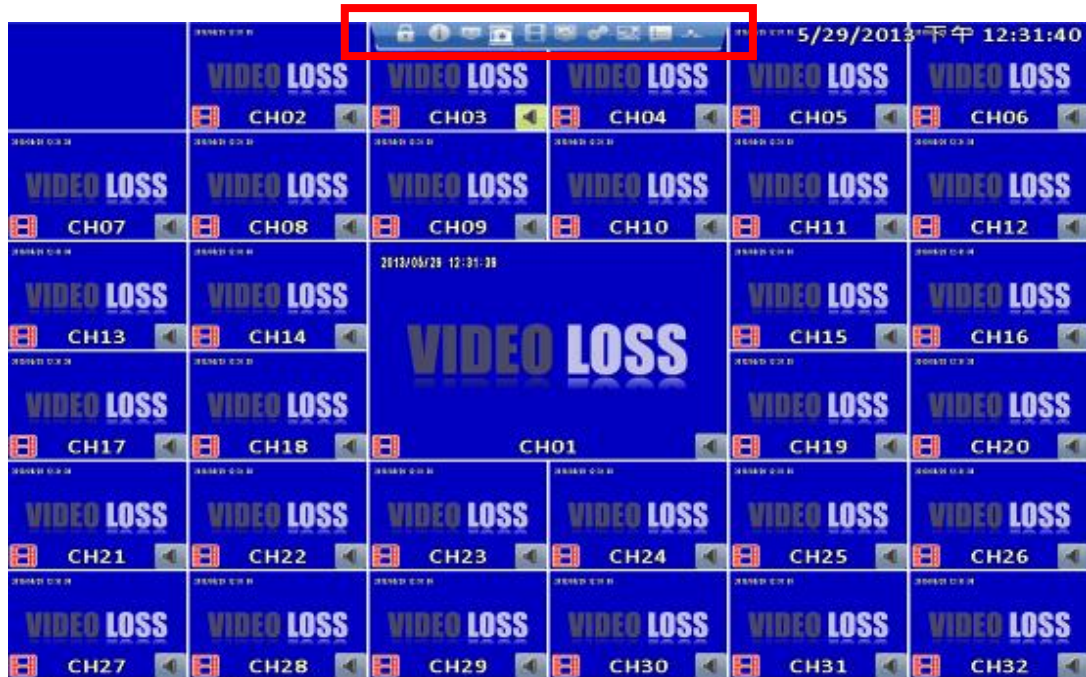 5/29/2013 下午 12:31:40
VIDEO LOSS VIDEO LOSS VIDEO LOSS VIDEO LOSS VIDEO LOSS
CH02 CH03 CH04 CH05 CH06
VIDEO LOSS VIDEO LOSS VIDEO LOSS VIDEO LOSS VIDEO LOSS VIDEO LOSS
CH07 CH08 CH09 CH10 CH11 CH12
2013/05/29 12:31:39
VIDEO LOSS VIDEO LOSS VIDEO LOSS VIDEO LOSS
CH13 CH14 CH15 CH16
VIDEO LOSS
VIDEO LOSS VIDEO LOSS VIDEO LOSS VIDEO LOSS
CH17 CH18 CH01 CH19 CH20
VIDEO LOSS VIDEO LOSS VIDEO LOSS VIDEO LOSS VIDEO LOSS VIDEO LOSS
CH21 CH22 CH23 CH24 CH25 CH26
VIDEO LOSS VIDEO LOSS VIDEO LOSS VIDEO LOSS VIDEO LOSS VIDEO LOSS
CH27 CH28 CH29 CH30 CH31 CH32